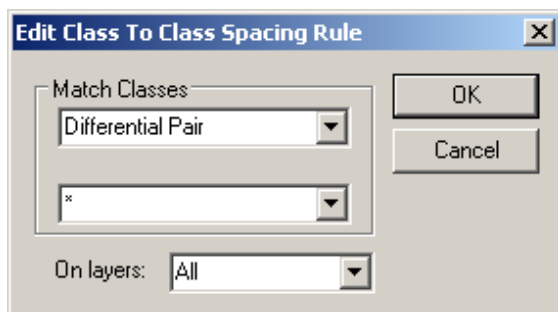 Edit Class To Class Spacing Rule
Match Classes
Differential Pair
*
On layers: All
OK
Cancel